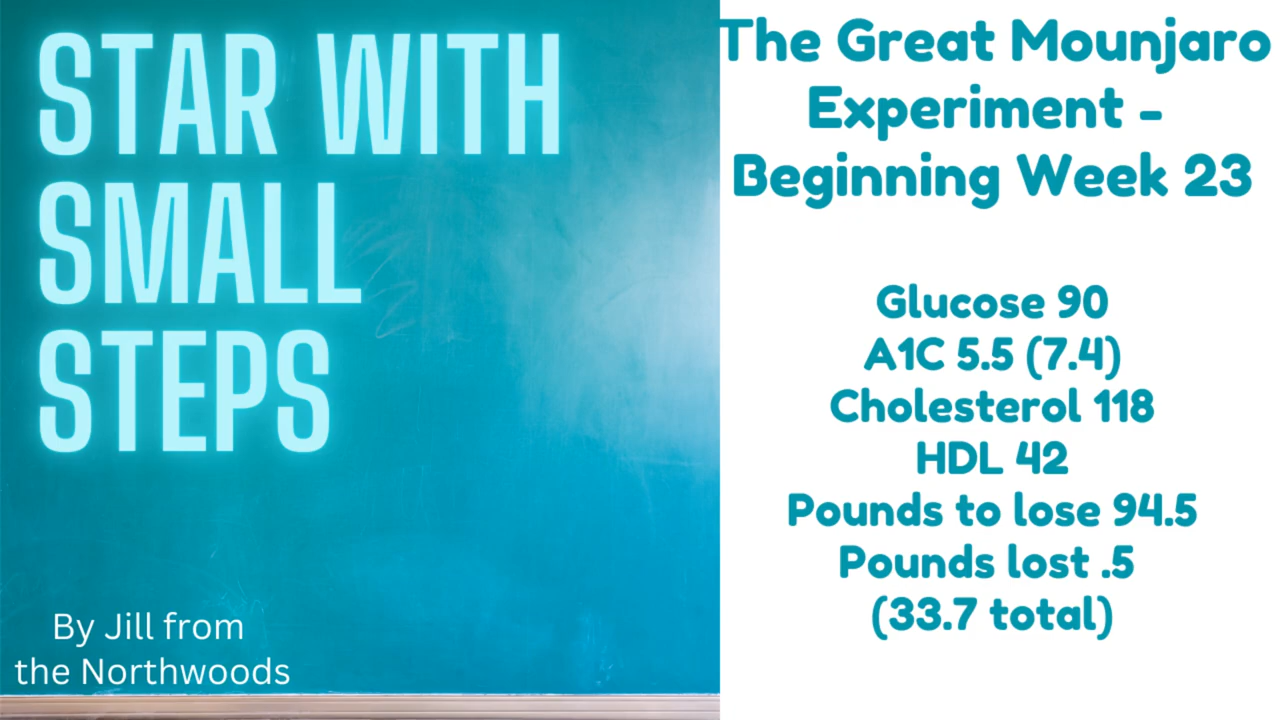 STAR WITH
SMALL
STEPS
By Jill from
the Northwoods
The Great Mounjaro
Experiment -
Beginning Week 23
Glucose 90
A1C 5.5 (7.4)
Cholesterol 118
HDL 42
Pounds to lose 94.5
Pounds lost .5
(33.7 total)